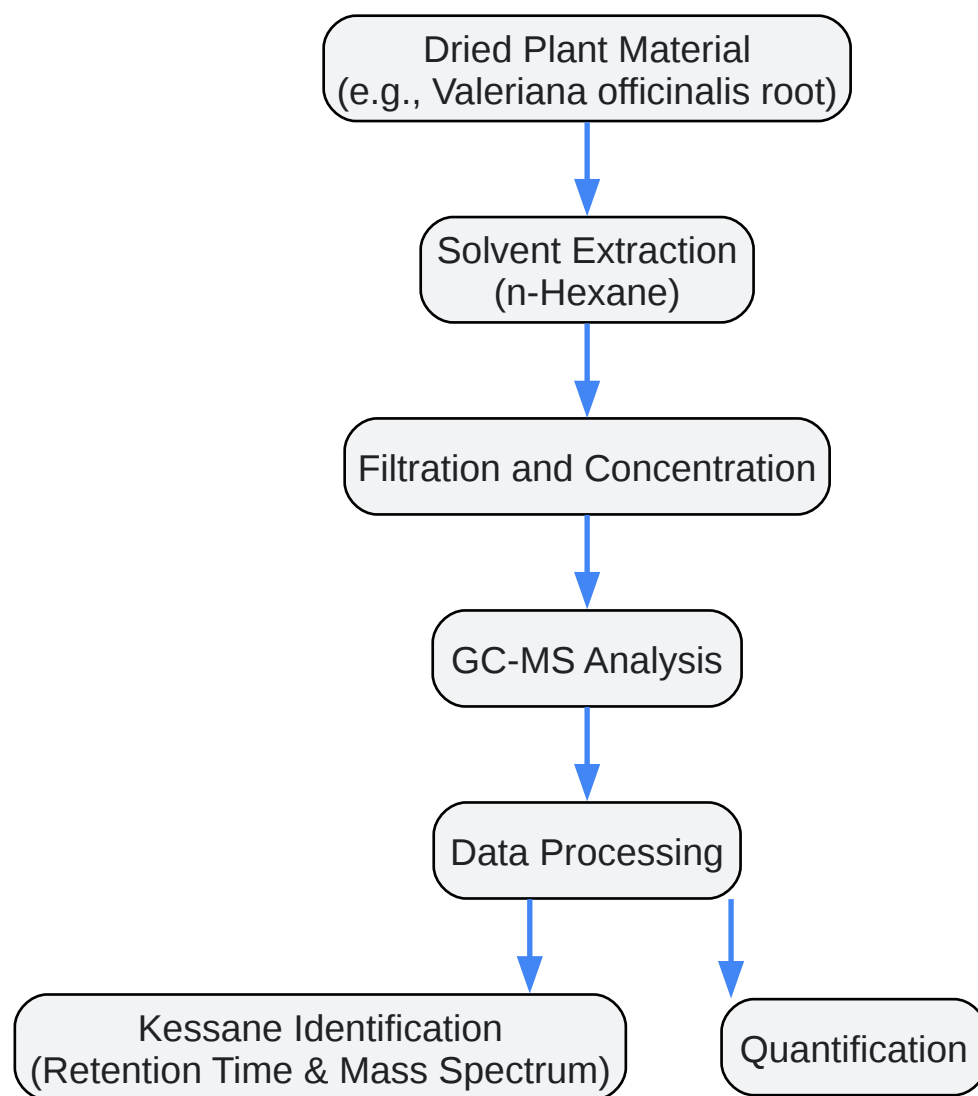 Dried Plant Material
(e.g., Valeriana officinalis root)
Solvent Extraction
(n-Hexane)
Filtration and Concentration
GC-MS Analysis
Data Processing
Kessane Identification
(Retention Time & Mass Spectrum)
Quantification